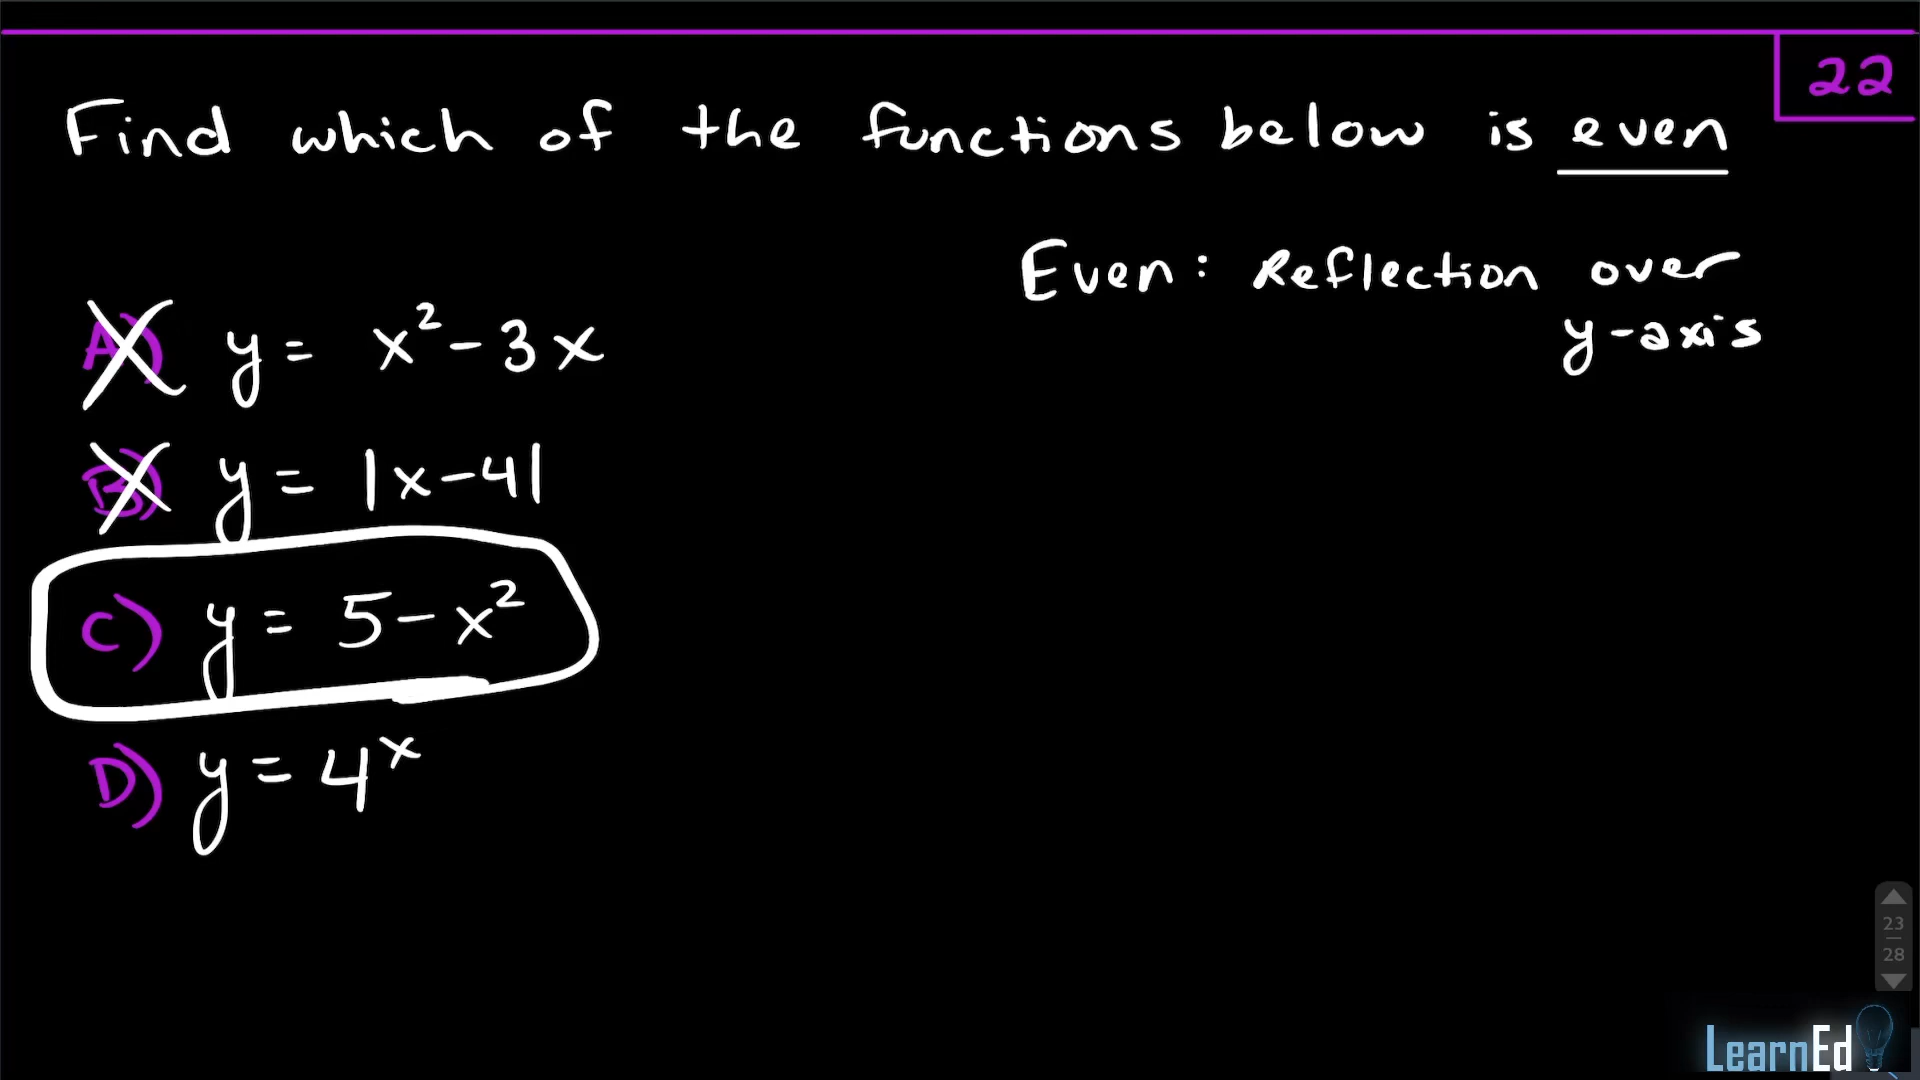 22
Find which of the functions below is even
Even: Reflection over
y-axis
A) y = x² - 3x
B) y = |x-4|
C) y = 5 - x²
D) y = 4ˣ
23
28
LearnEd